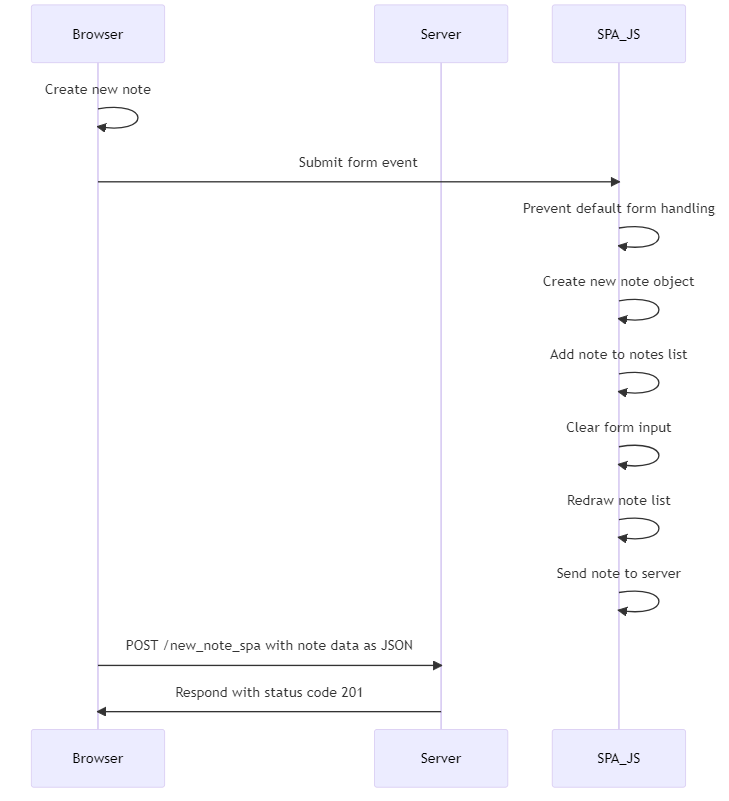 Browser
Server
SPA_JS
Create new note
Submit form event
Prevent default form handling
Create new note object
Add note to notes list
Clear form input
Redraw note list
Send note to server
POST /new_note_spa with note data as JSON
Respond with status code 201
Browser
Server
SPA_JS